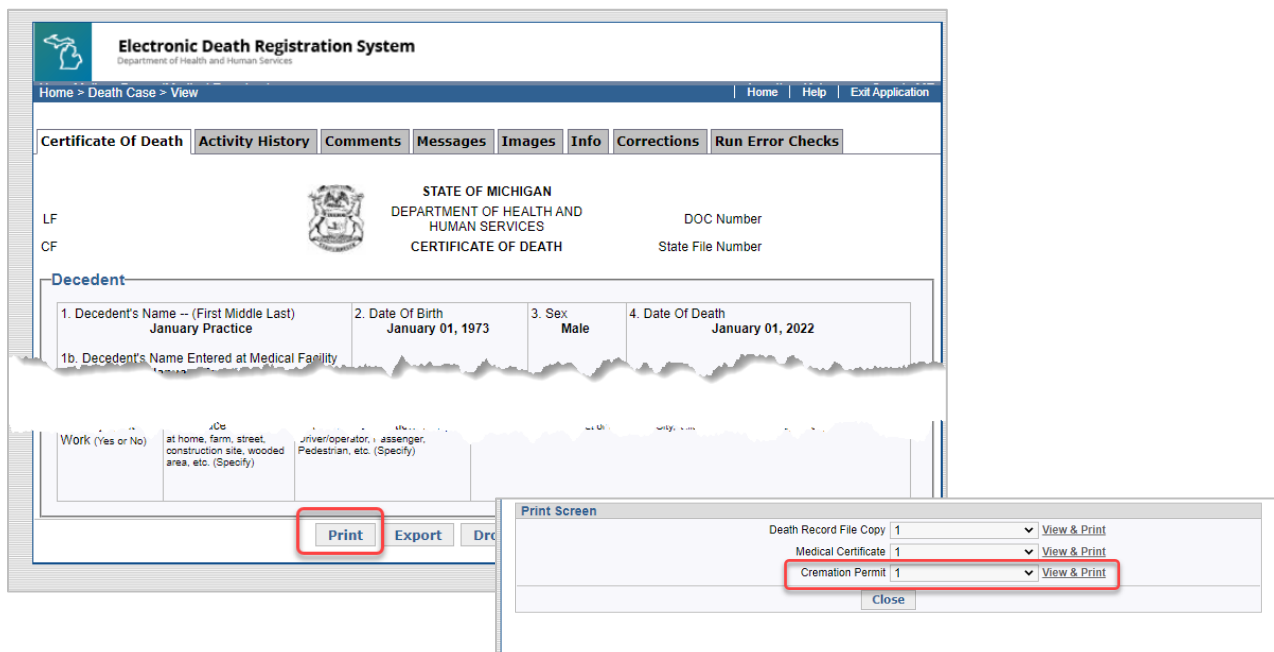 Electronic Death Registration System
Department of Health and Human Services
Home > Death Case > View
Home | Help | Exit Application
Certificate Of Death
Activity History
Comments
Messages
Images
Info
Corrections
Run Error Checks
STATE OF MICHIGAN
LF
DEPARTMENT OF HEALTH AND
HUMAN SERVICES
DOC Number
CF
CERTIFICATE OF DEATH
State File Number
Decedent
1. Decedent's Name -- (First Middle Last)
January Practice
2. Date Of Birth
January 01, 1973
3. Sex
Male
4. Date Of Death
January 01, 2022
1b. Decedent's Name Entered at Medical Facility
Work (Yes or No)
at home, farm, street,
construction site, wooded
area, etc. (Specify)
Driver/operator, Passenger,
Pedestrian, etc. (Specify)
Print
Export
Print Screen
Death Record File Copy 1 View & Print
Medical Certificate 1 View & Print
Cremation Permit 1 View & Print
Close